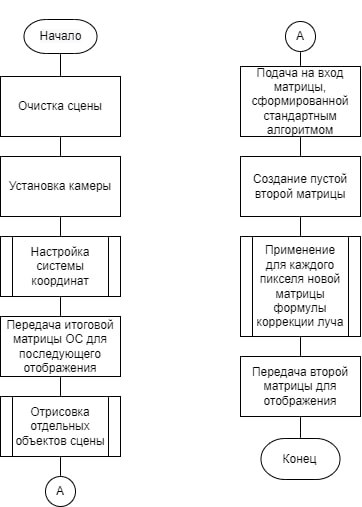 Начало
Очистка сцены
Установка камеры
Настройка
системы
координат
Передача итоговой
матрицы ОС для
последующего
отображения
Отрисовка
отдельных
объектов сцены
А
А
Подача на вход
матрицы,
сформированной
стандартным
алгоритмом
Создание пустой
второй матрицы
Применение
для каждого
пикселя новой
матрицы
формулы
коррекции луча
Передача второй
матрицы для
отображения
Конец